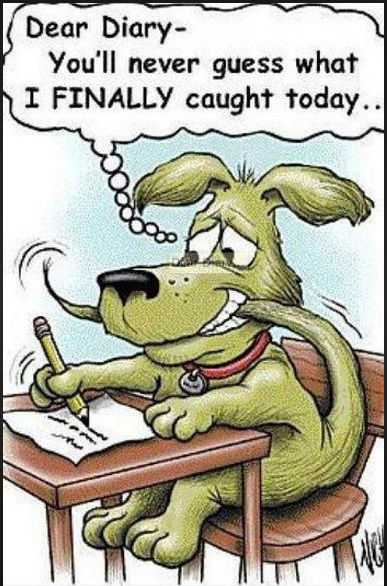 Dear Diary-
You'll never guess what
I FINALLY caught today..